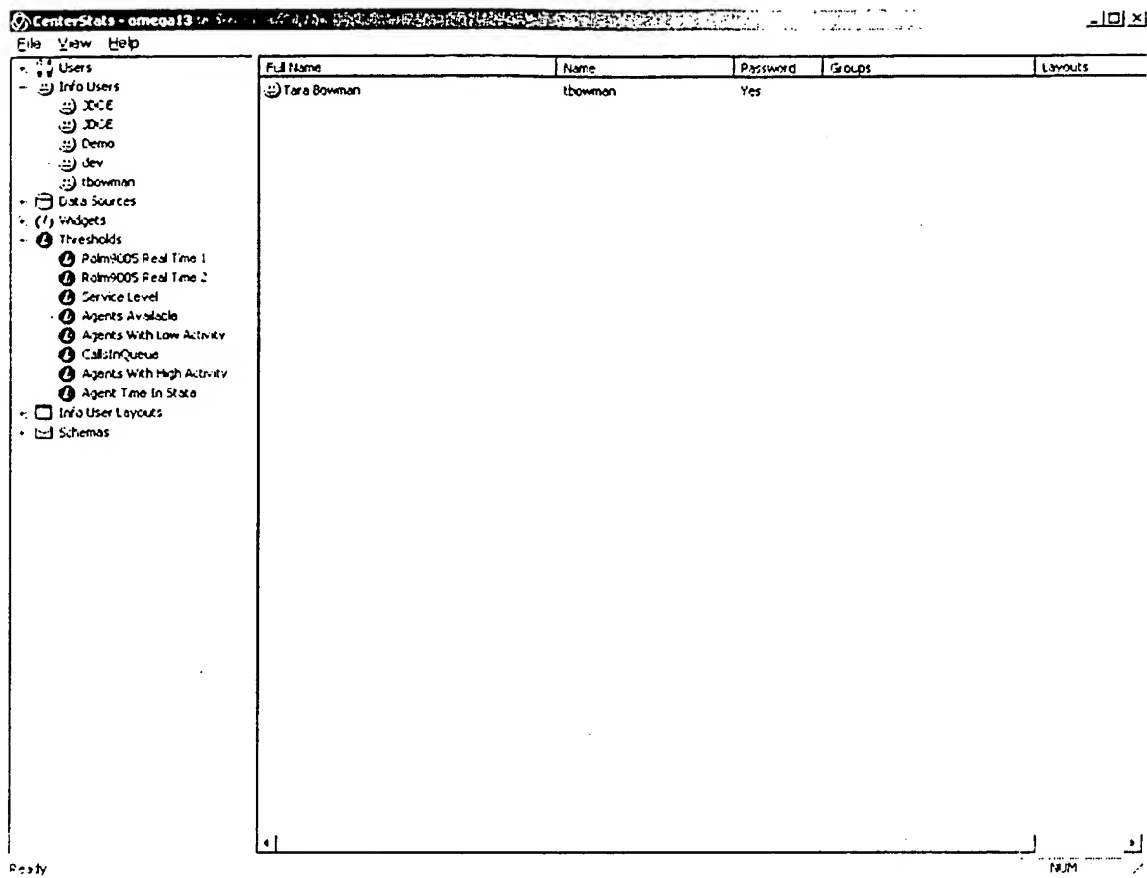 CenterStats - omega13
File View Help
Users
Info Users
JDOE
JDOE
Demo
dev
tbowman
Data Sources
Widgets
Thresholds
Rolm9005 Real Time 1
Rolm9005 Real Time 2
Service Level
Agents Available
Agents With Low Activity
CallsInQueue
Agents With High Activity
Agent Time In State
Info User Layouts
Schemas
Full Name Name Password Groups Layouts
Tara Bowman tbowman Yes
Ready NUM